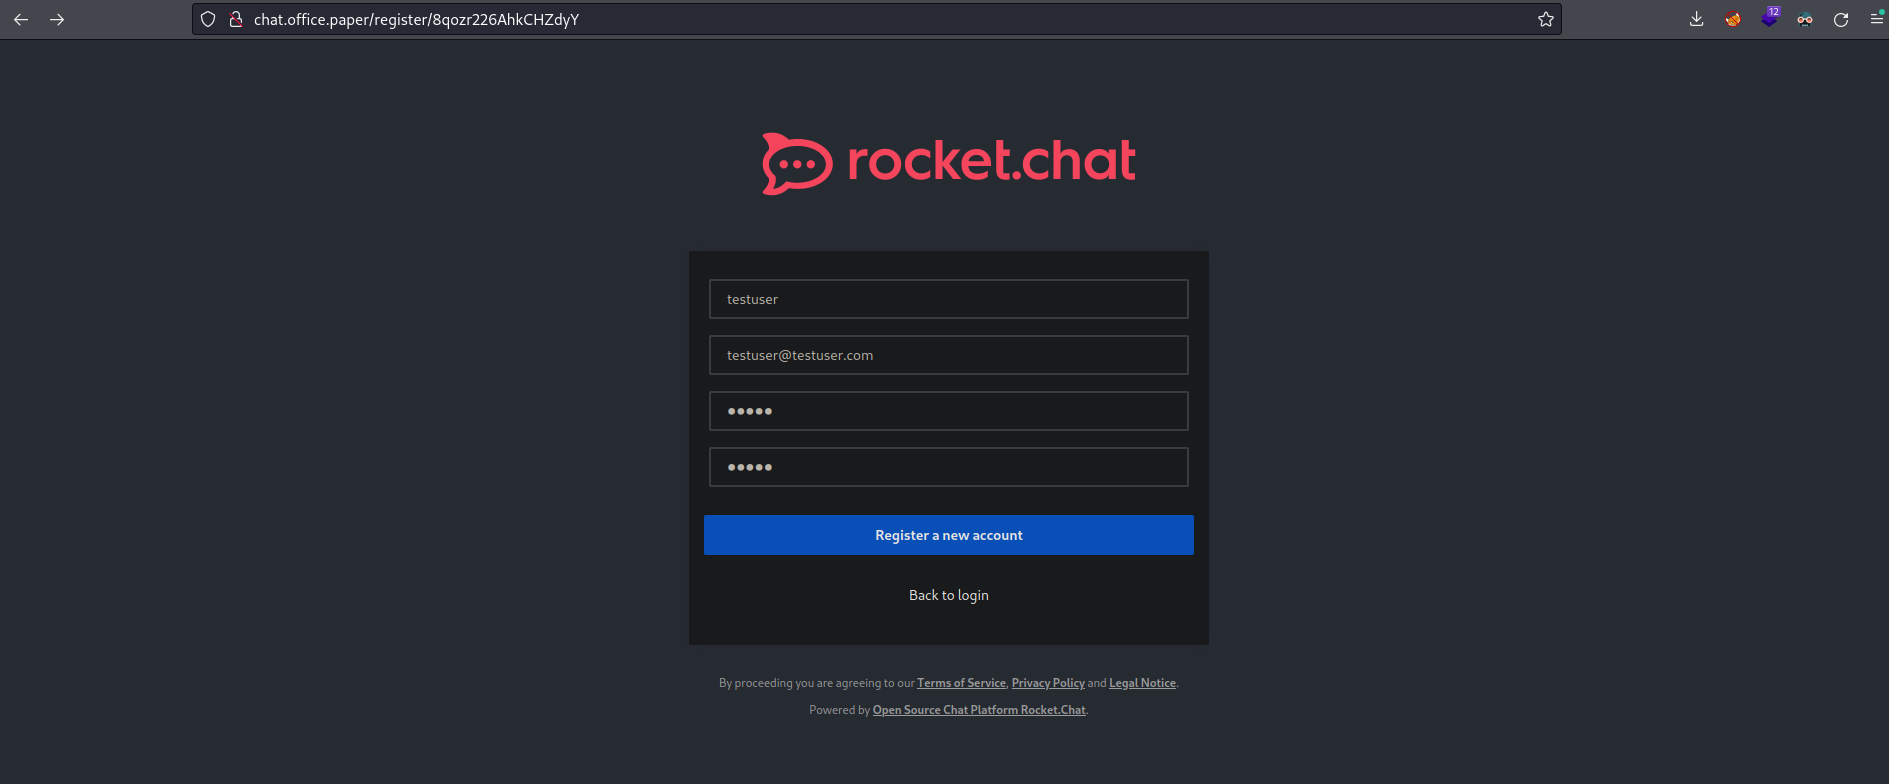 chat.office.paper/register/8qozr226AhkCHZdyY
12
rocket.chat
testuser
testuser@testuser.com
●●●●●
●●●●●
Register a new account
Back to login
By proceeding you are agreeing to our Terms of Service, Privacy Policy and Legal Notice.
Powered by Open Source Chat Platform Rocket.Chat.